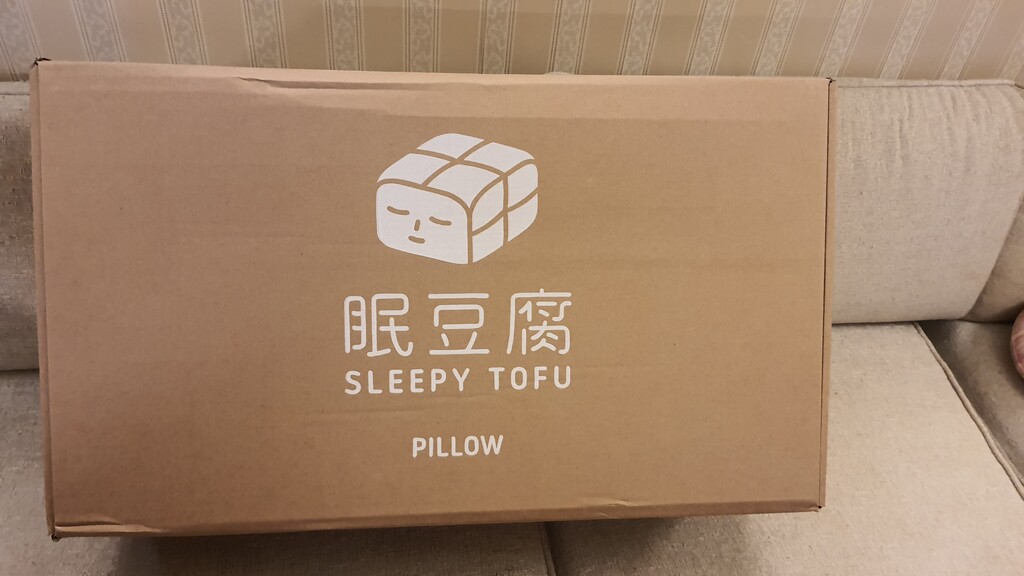 眠豆腐
SLEEPY TOFU
PILLOW